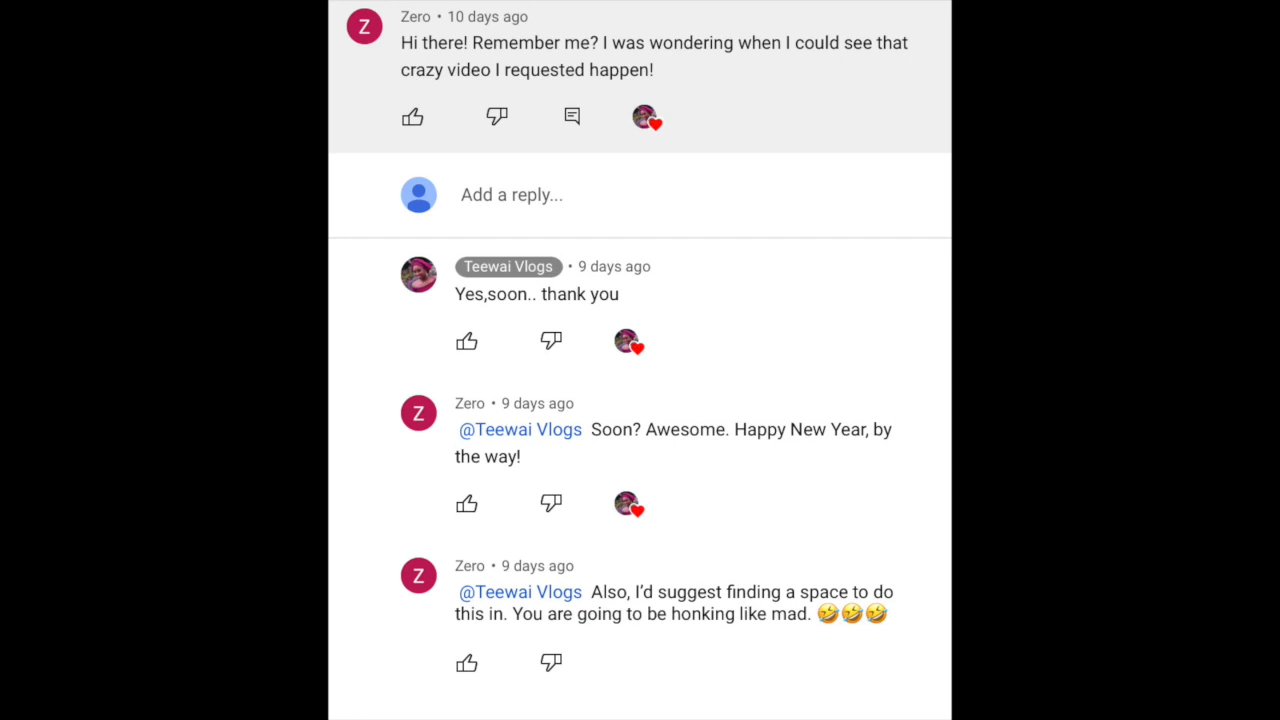 Zero • 10 days ago
Hi there! Remember me? I was wondering when I could see that
crazy video I requested happen!
Add a reply...
Teewai Vlogs • 9 days ago
Yes,soon.. thank you
Zero • 9 days ago
@Teewai Vlogs Soon? Awesome. Happy New Year, by
the way!
Zero • 9 days ago
@Teewai Vlogs Also, I’d suggest finding a space to do
this in. You are going to be honking like mad. 🤣🤣🤣